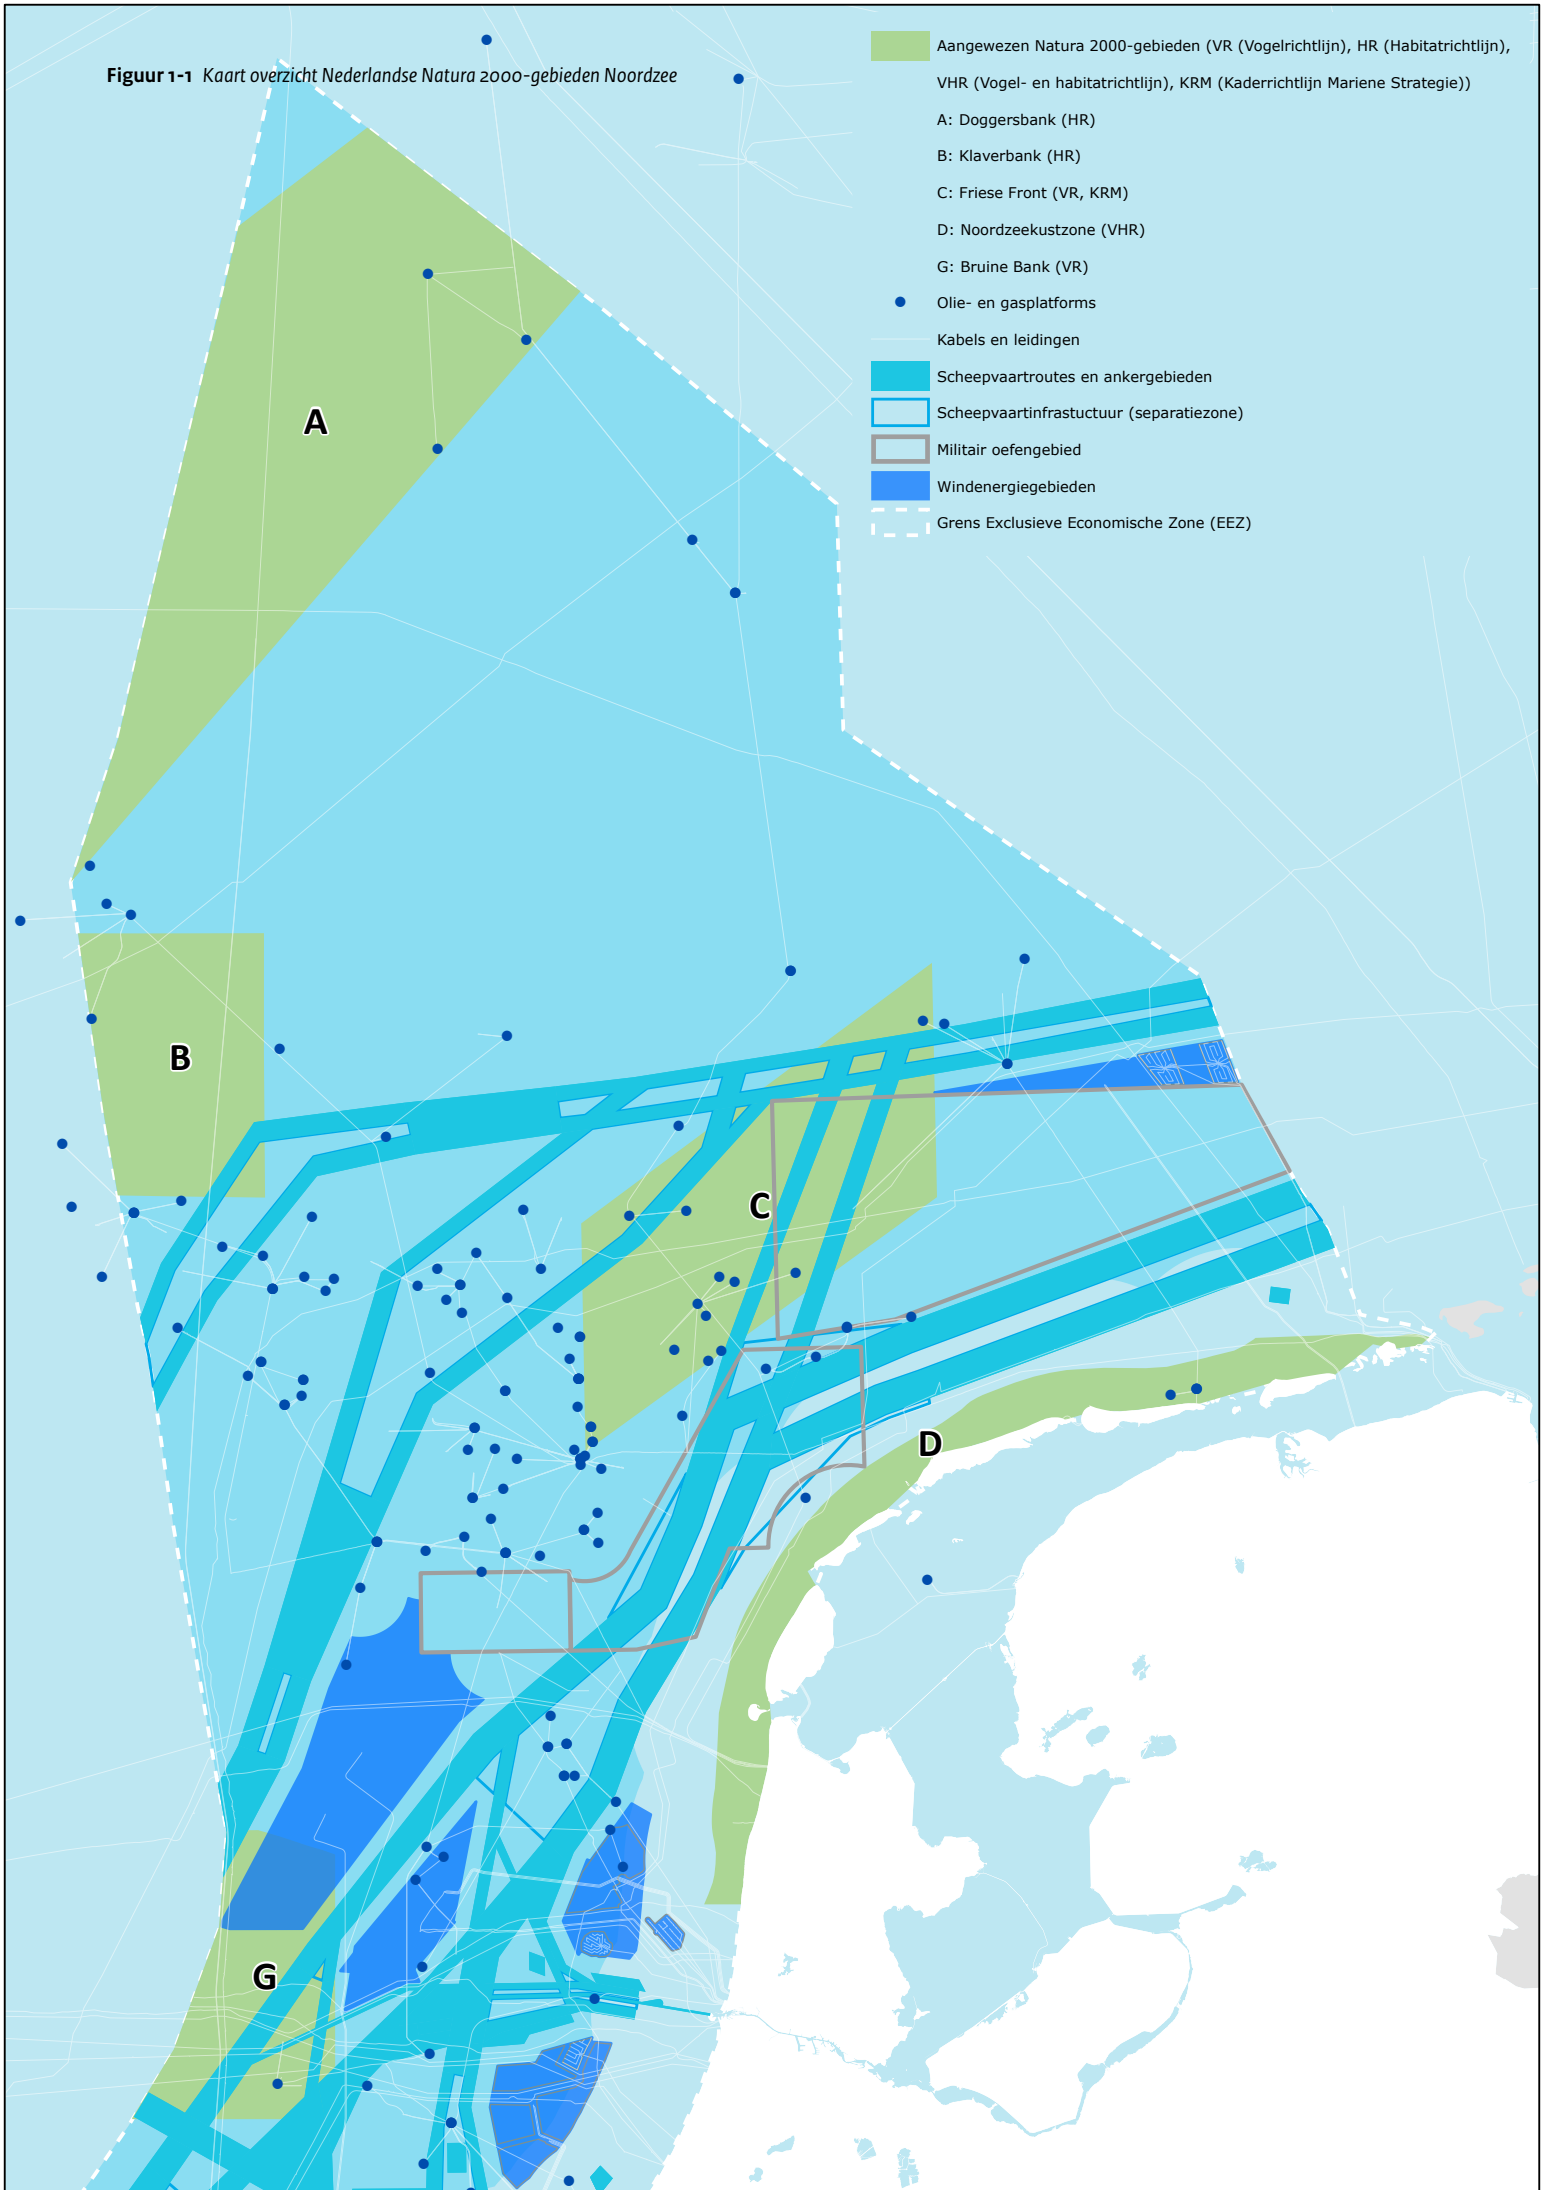 Figuur 1-1 Kaart overzicht Nederlandse Natura 2000-gebieden Noordzee
Aangewezen Natura 2000-gebieden (VR (Vogelrichtlijn), HR (Habitatrichtlijn),
VHR (Vogel- en habitatrichtlijn), KRM (Kaderrichtlijn Mariene Strategie))
A: Doggersbank (HR)
B: Klaverbank (HR)
C: Friese Front (VR, KRM)
D: Noordzeekustzone (VHR)
G: Bruine Bank (VR)
Olie- en gasplatforms
Kabels en leidingen
Scheepvaartroutes en ankergebieden
Scheepvaartinfrastuctuur (separatiezone)
Militair oefengebied
Windenergiegebieden
Grens Exclusieve Economische Zone (EEZ)
A
B
C
D
G